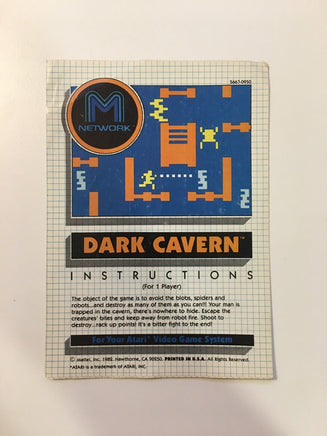 5667-0950
M
NETWORK™
DARK CAVERN™
INSTRUCTIONS
(For 1 Player)
The object of the game is to avoid the blobs, spiders and
robots...and destroy as many of them as you can!!! Your man is
trapped in the cavern, there's nowhere to hide. Escape the
creatures' bites and keep away from robot fire. Shoot to
destroy...rack up points! It's a bitter fight to the end!
For Your Atari* Video Game System
© Mattel, Inc. 1982. Hawthorne, CA 90250. PRINTED IN U.S.A. All Rights Reserved.
*ATARI is a trademark of ATARI, INC.